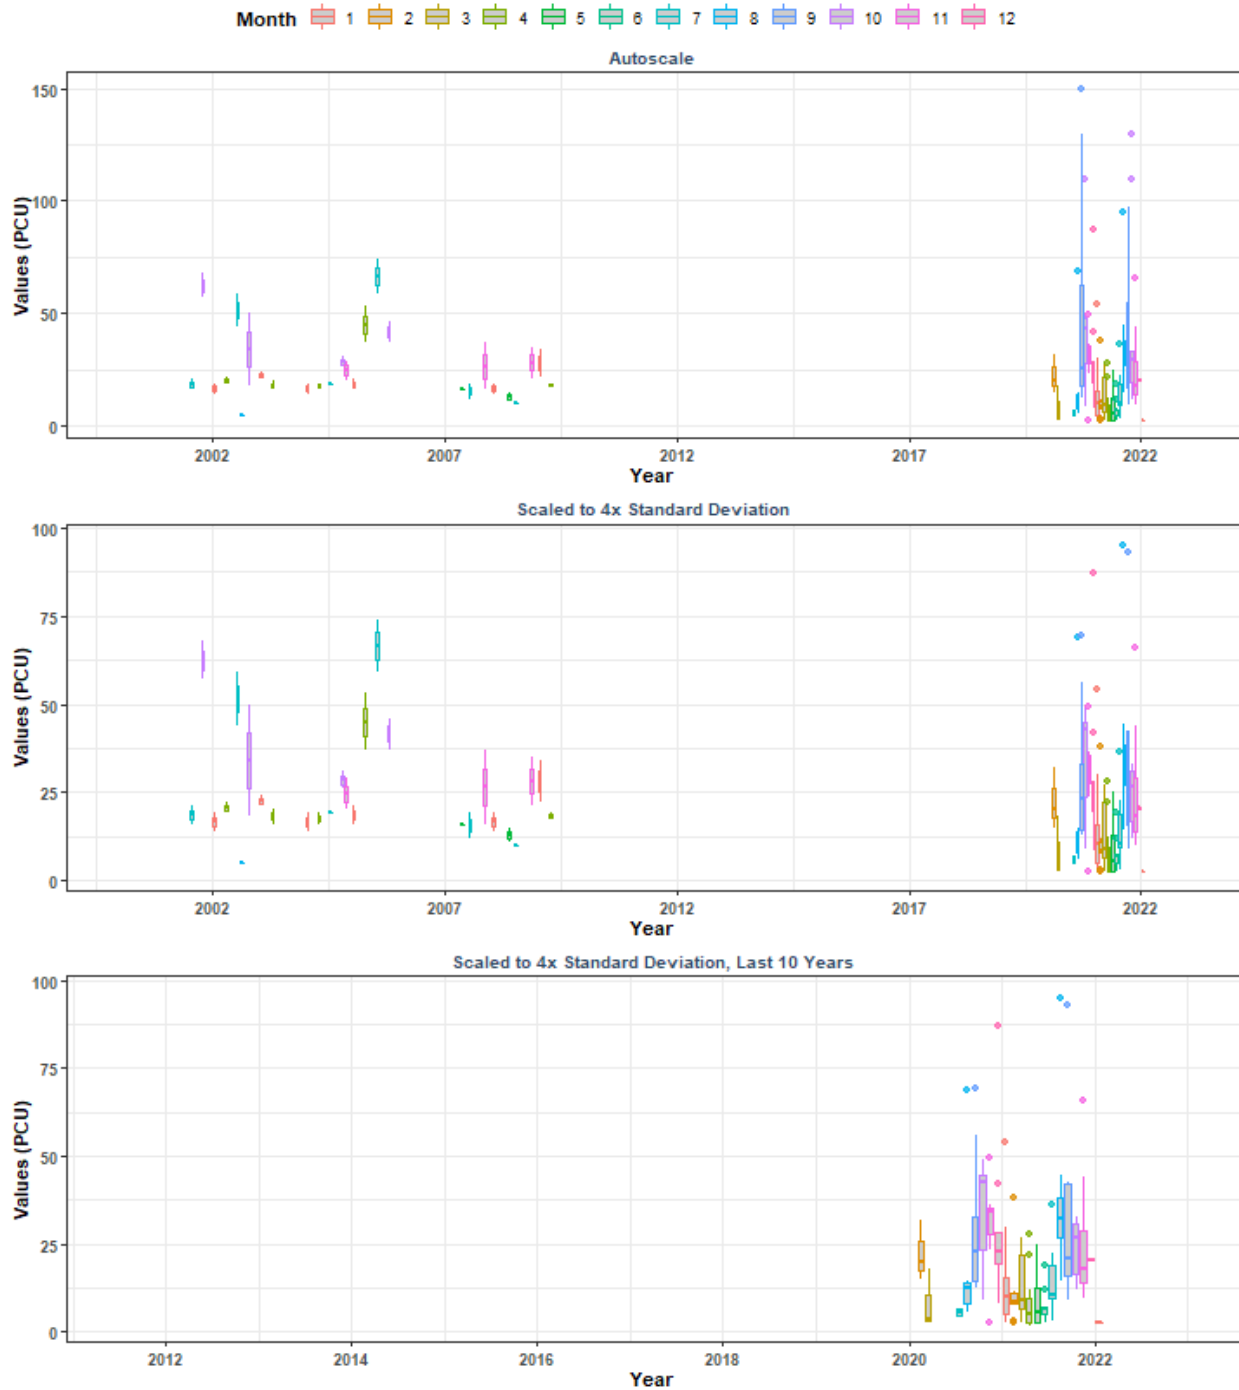 Month 1 2 3 4 5 6 7 8 9 10 11 12
Autoscale
150
100
50
0
Values (PCU)
2002 2007 2012 2017 2022
Year
Scaled to 4x Standard Deviation
100
75
50
25
0
Values (PCU)
2002 2007 2012 2017 2022
Year
Scaled to 4x Standard Deviation, Last 10 Years
100
75
50
25
0
Values (PCU)
2012 2014 2016 2018 2020 2022
Year